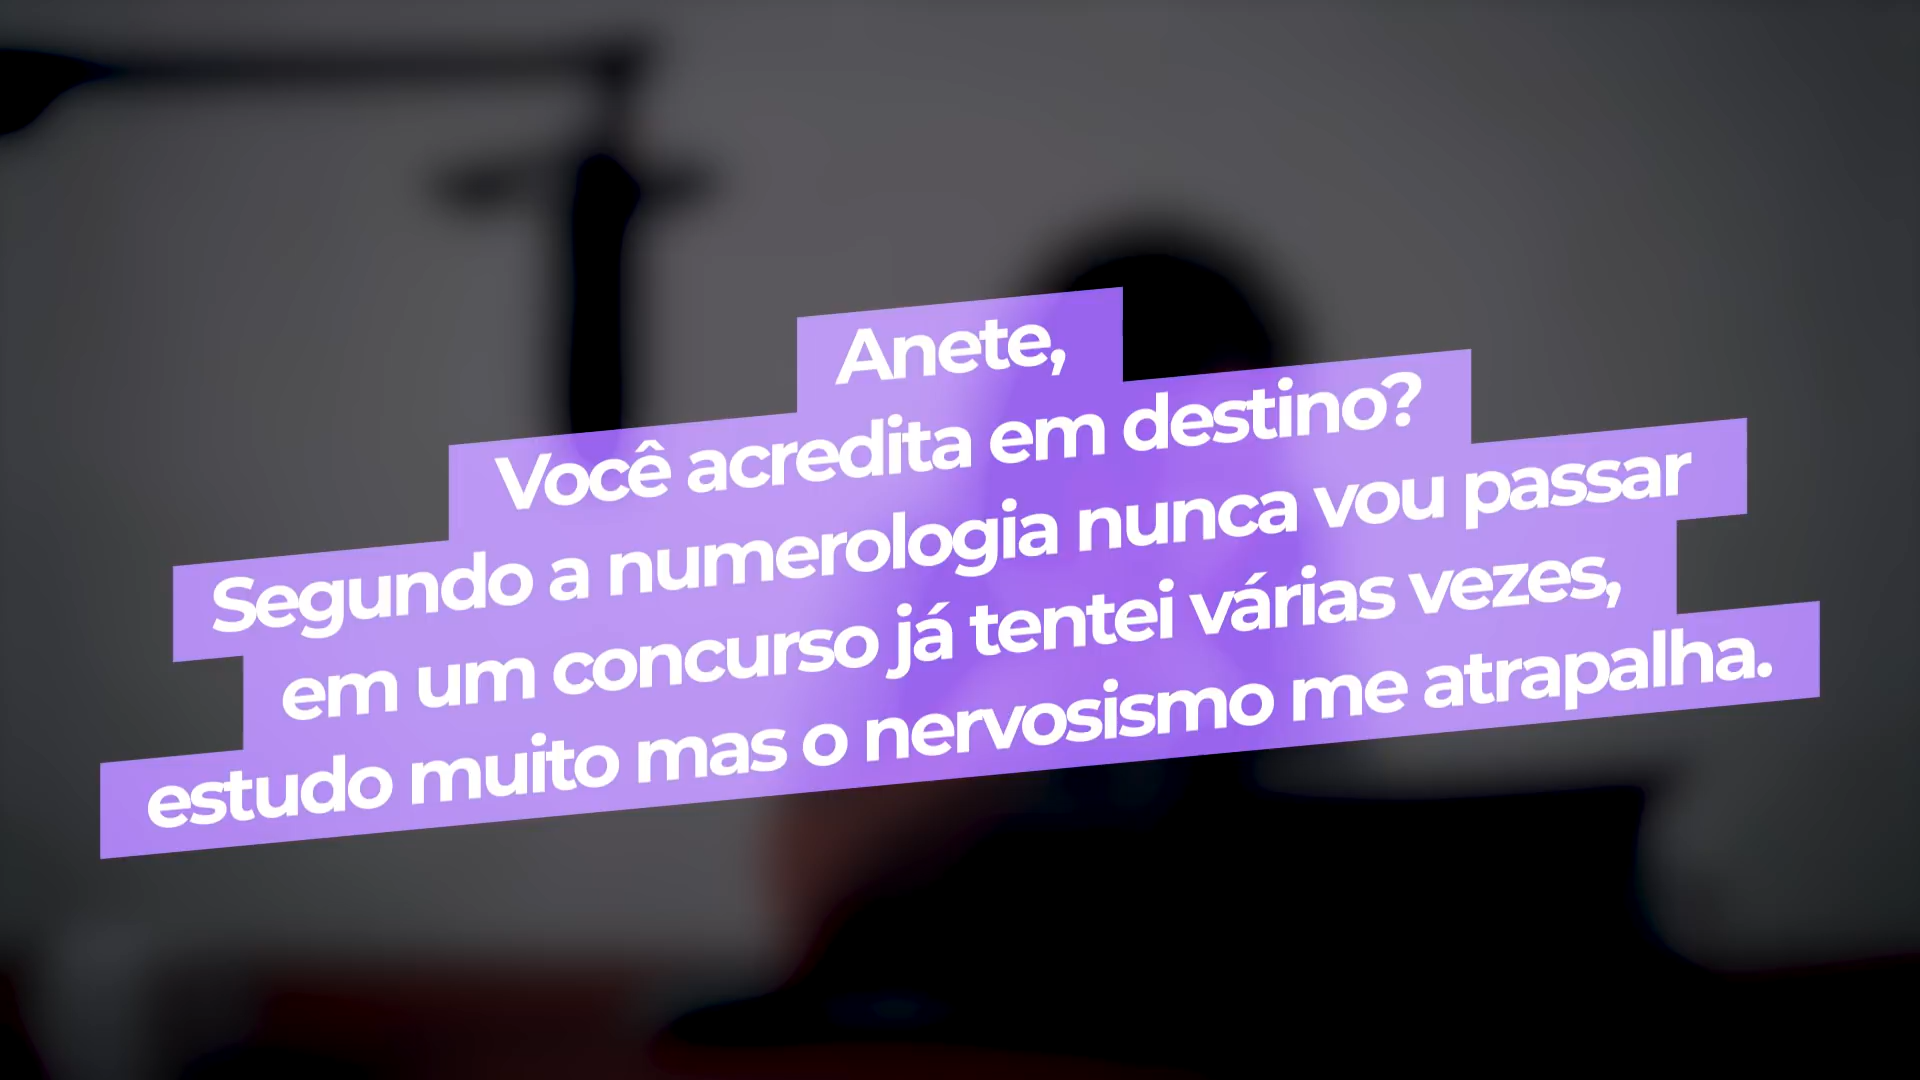 Anete,
Você acredita em destino?
Segundo a numerologia nunca vou passar
em um concurso já tentei várias vezes,
estudo muito mas o nervosismo me atrapalha.